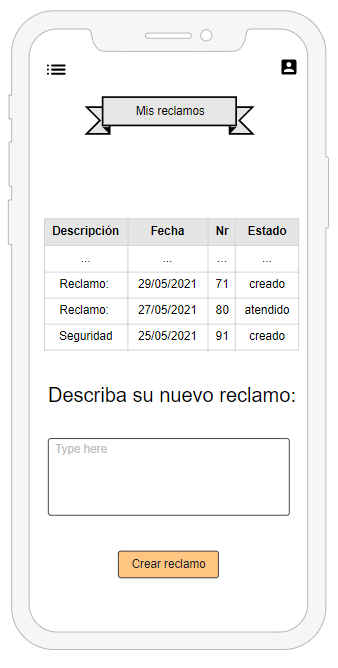 Mis reclamos
Descripción Fecha Nr Estado
... ... ... ...
Reclamo: 29/05/2021 71 creado
Reclamo: 27/05/2021 80 atendido
Seguridad 25/05/2021 91 creado
Describa su nuevo reclamo:
Type here
Crear reclamo